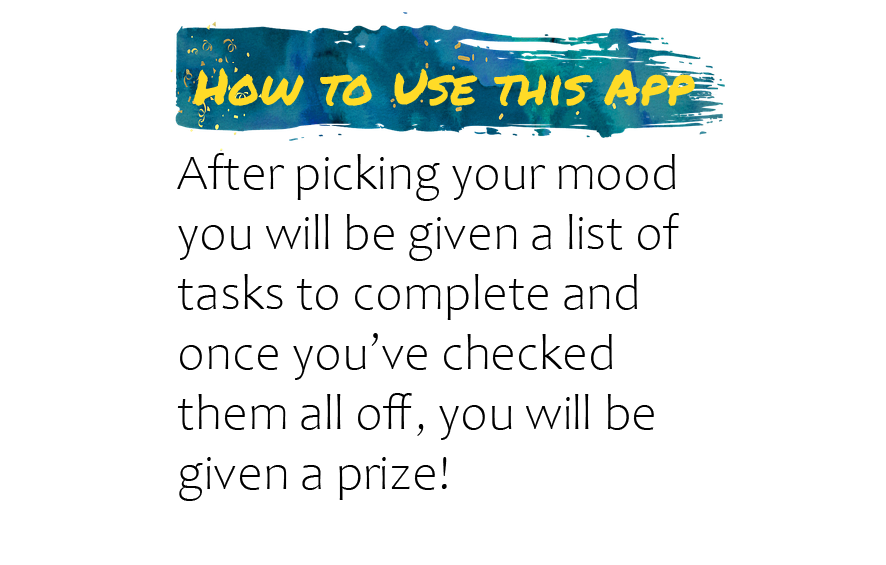 How to Use this App
After picking your mood
you will be given a list of
tasks to complete and
once you’ve checked
them all off, you will be
given a prize!